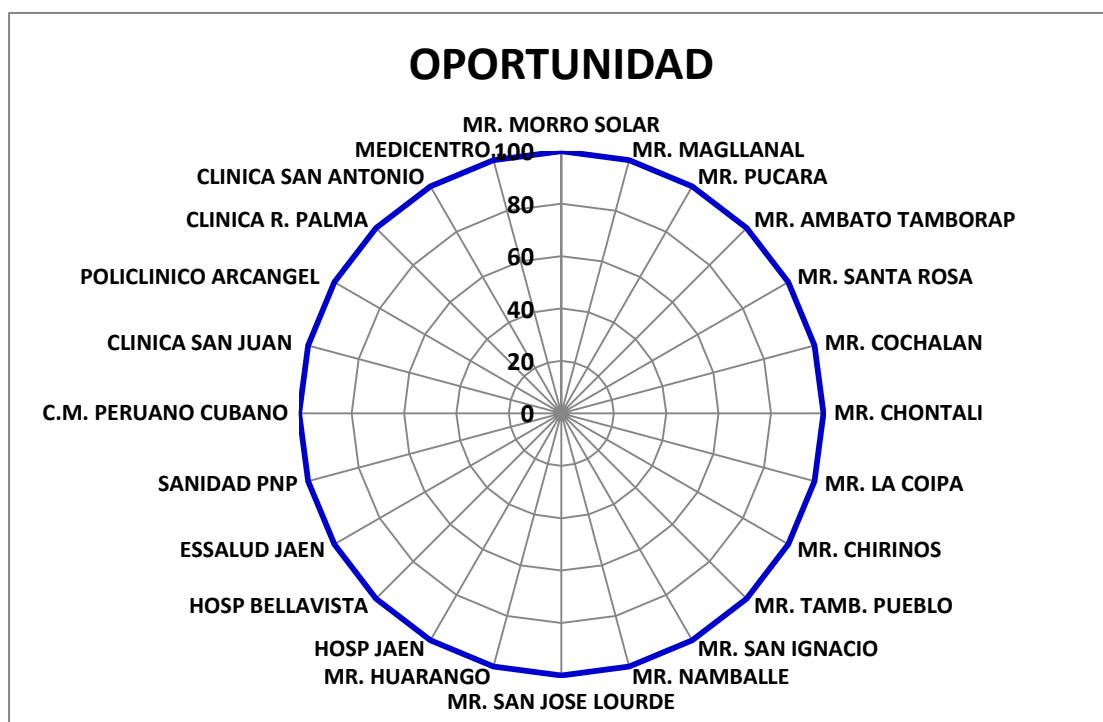 OPORTUNIDAD
MR. MORRO SOLAR
MR. MAGLLANAL
MR. PUCARA
MR. AMBATO TAMBORAP
MR. SANTA ROSA
MR. COCHALAN
MR. CHONTALI
MR. LA COIPA
MR. CHIRINOS
MR. TAMB. PUEBLO
MR. SAN IGNACIO
MR. NAMBALLE
MR. SAN JOSE LOURDE
MR. HUARANGO
HOSP JAEN
HOSP BELLAVISTA
ESSALUD JAEN
SANIDAD PNP
C.M. PERUANO CUBANO
CLINICA SAN JUAN
POLICLINICO ARCANGEL
CLINICA R. PALMA
CLINICA SAN ANTONIO
MEDICENTRO
100
80
60
40
20
0